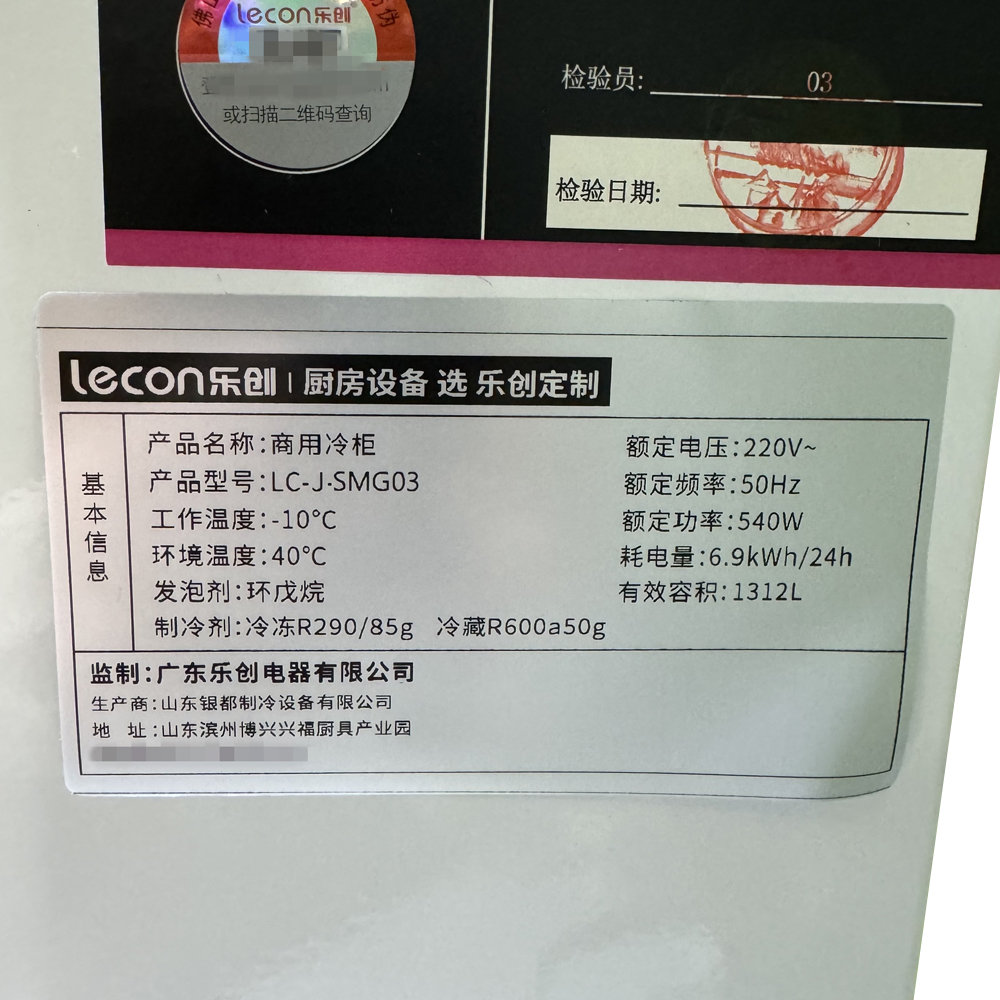 lecon乐创
或扫描二维码查询
检验员: 03
检验日期:
合格
lecon乐创 | 厨房设备 选 乐创定制
基本信息
产品名称:商用冷柜
额定电压:220V~
产品型号:LC-J-SMG03
额定频率:50Hz
工作温度:-10℃
额定功率:540W
环境温度:40℃
耗电量:6.9kWh/24h
发泡剂:环戊烷
有效容积:1312L
制冷剂:冷冻R290/85g 冷藏R600a50g
监制:广东乐创电器有限公司
生产商:山东银都制冷设备有限公司
地 址:山东滨州博兴兴福厨具产业园